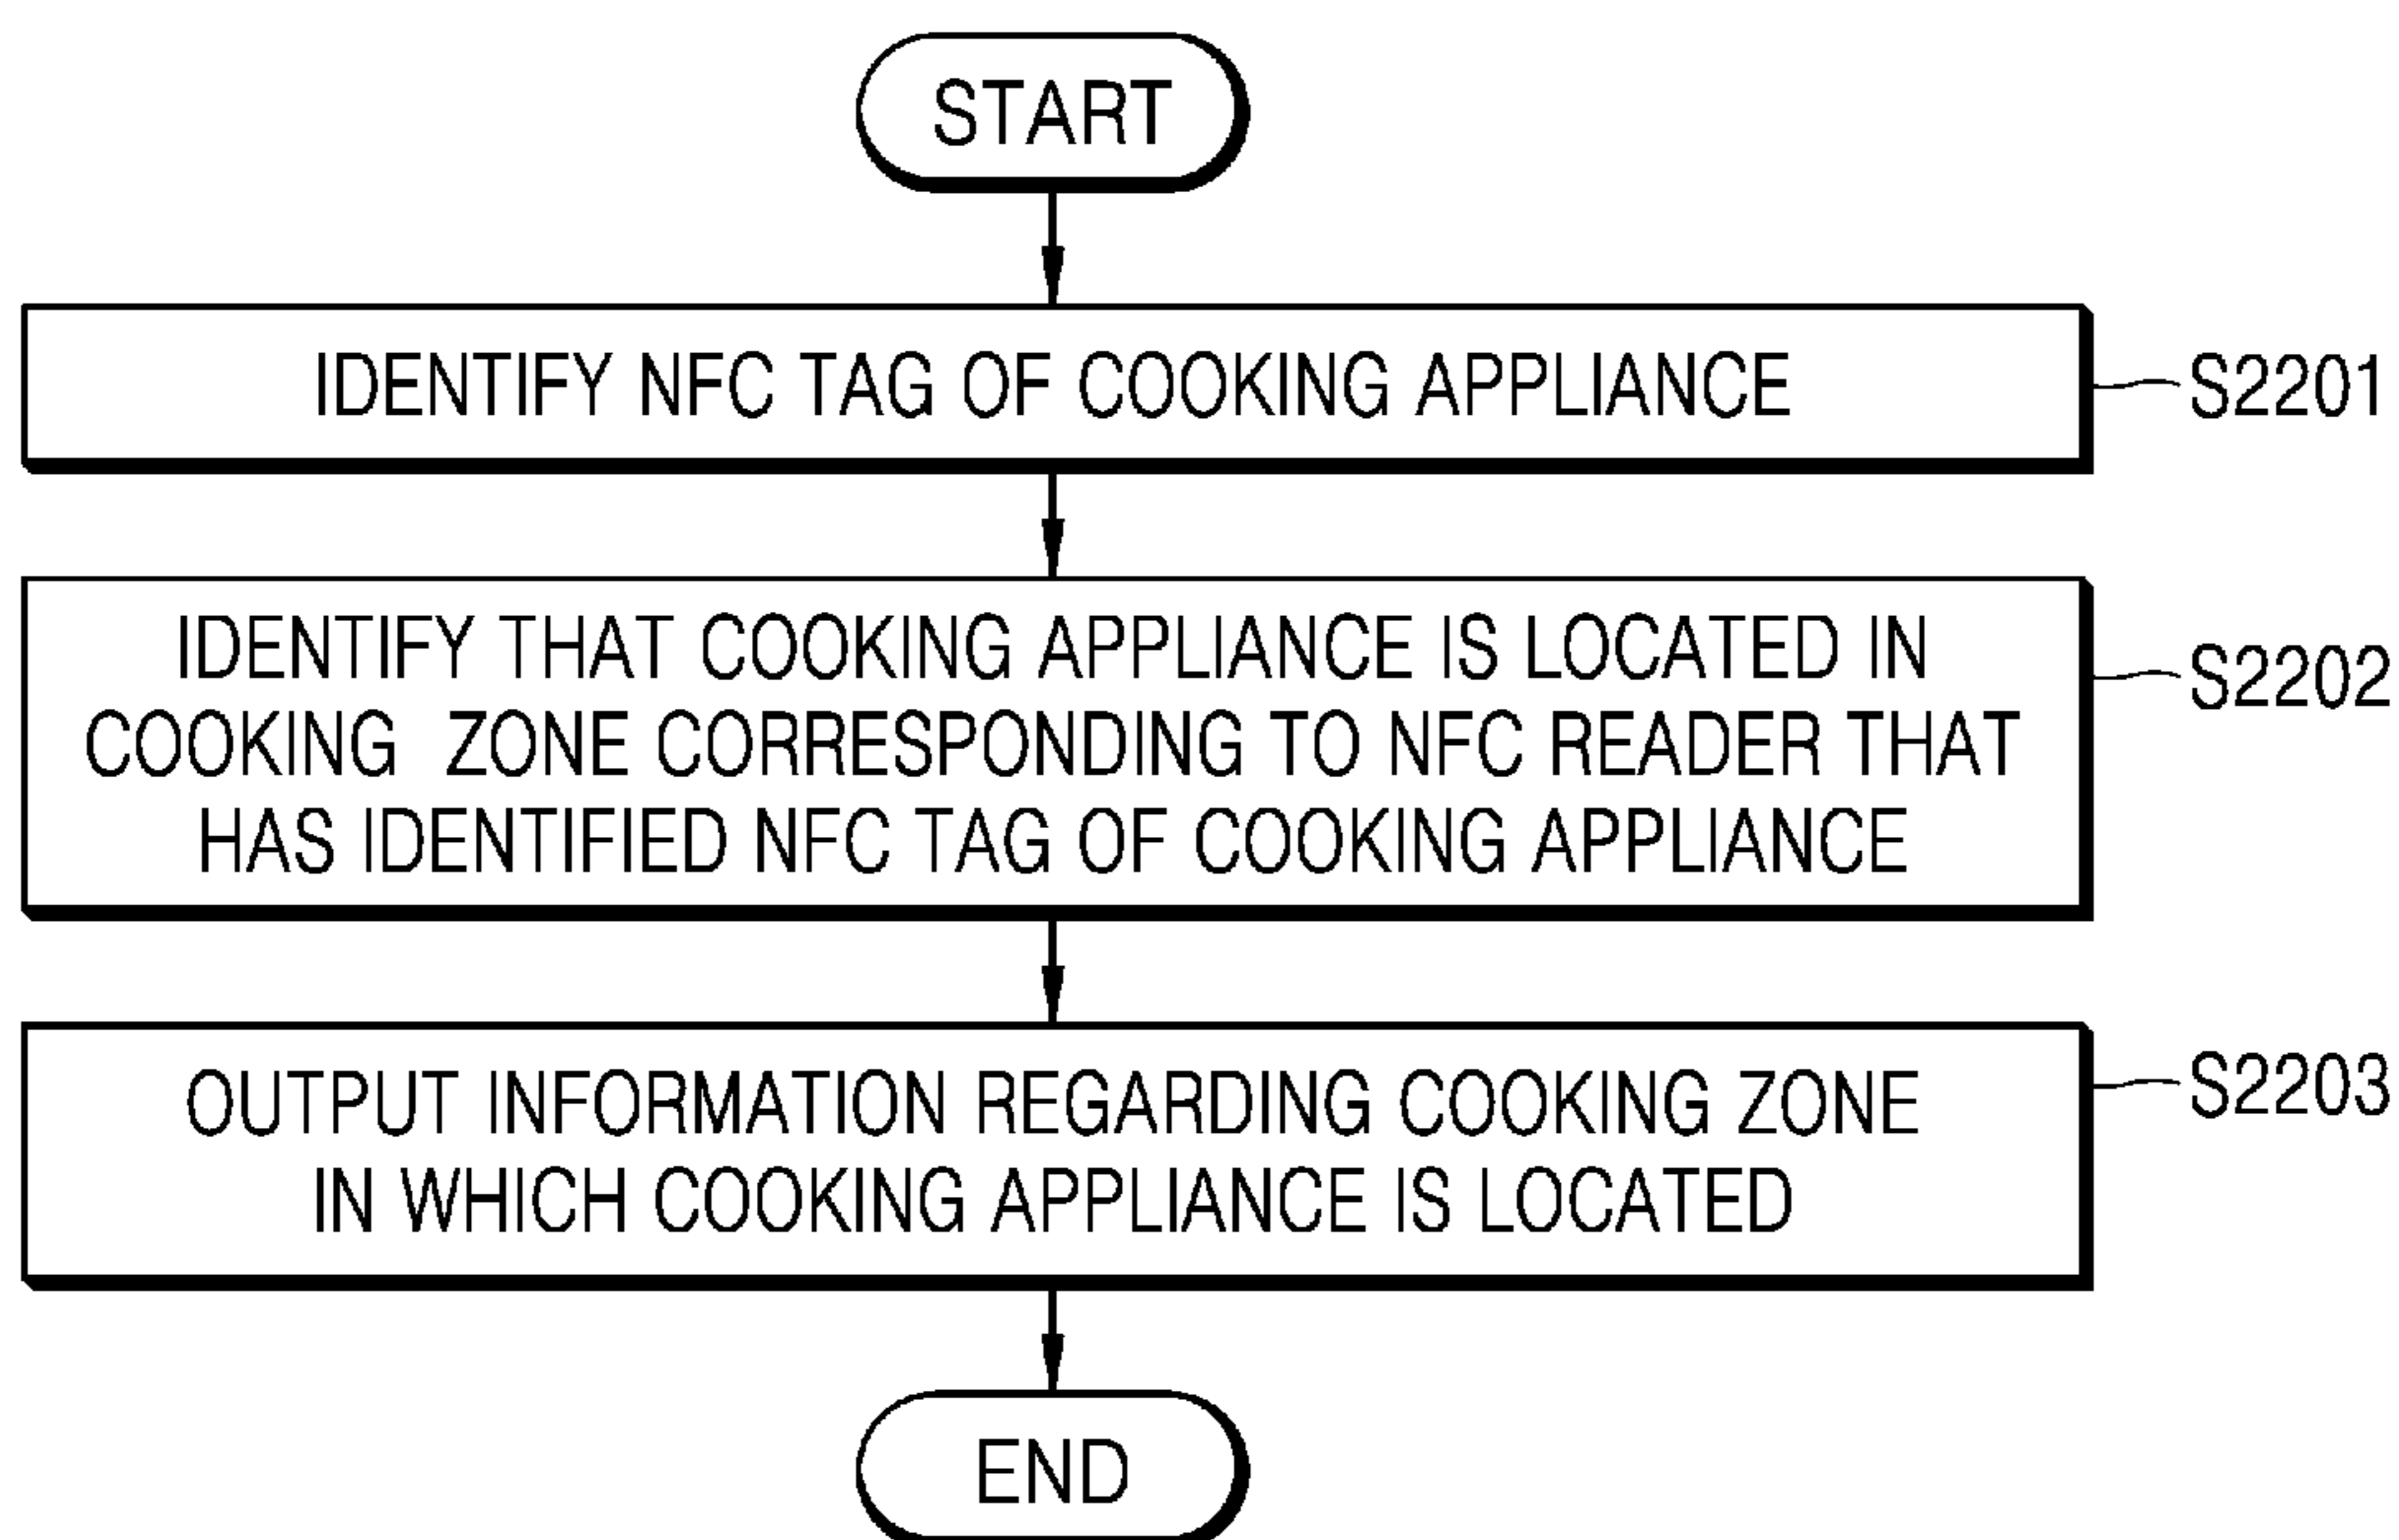 START
IDENTIFY NFC TAG OF COOKING APPLIANCE
S2201
IDENTIFY THAT COOKING APPLIANCE IS LOCATED IN
COOKING ZONE CORRESPONDING TO NFC READER THAT
HAS IDENTIFIED NFC TAG OF COOKING APPLIANCE
S2202
OUTPUT INFORMATION REGARDING COOKING ZONE
IN WHICH COOKING APPLIANCE IS LOCATED
S2203
END